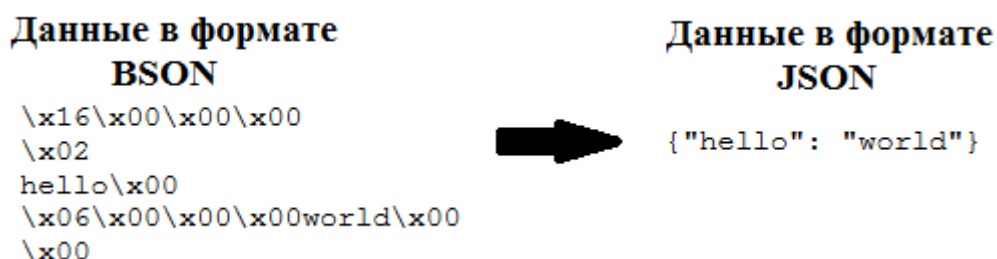 Данные в формате
BSON
\x16\x00\x00\x00
\x02
hello\x00
\x06\x00\x00\x00world\x00
\x00
Данные в формате
JSON
{"hello": "world"}